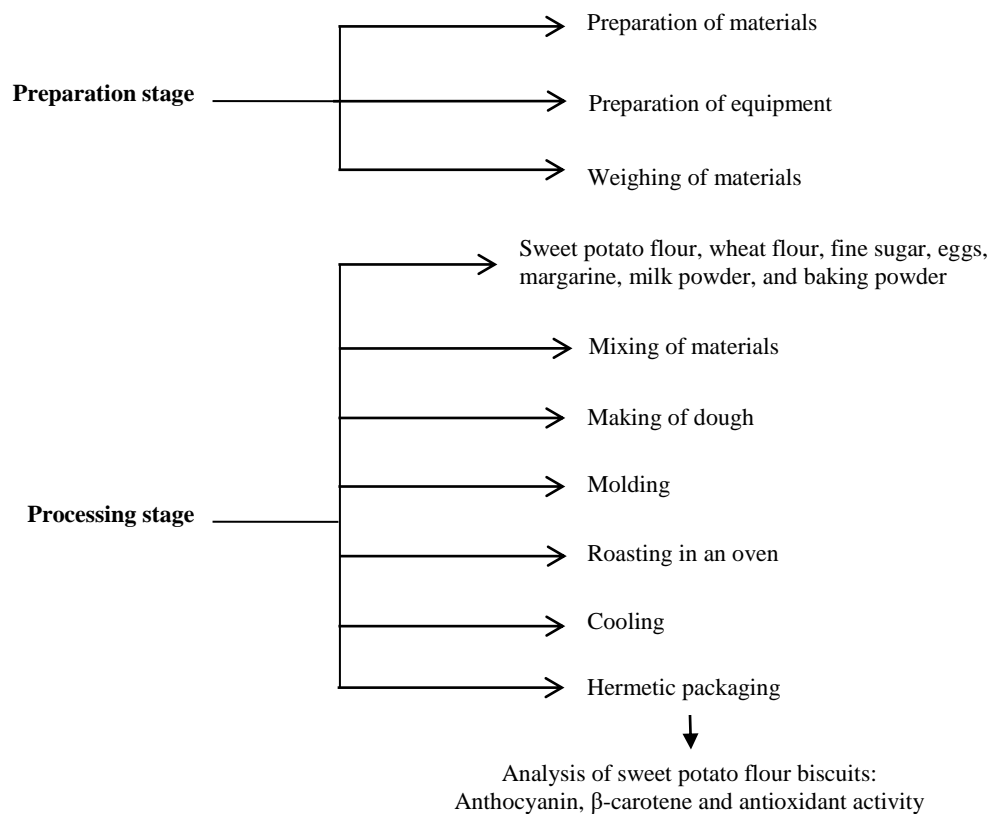 Preparation of materials
Preparation stage
Preparation of equipment
Weighing of materials
Sweet potato flour, wheat flour, fine sugar, eggs,
margarine, milk powder, and baking powder
Mixing of materials
Making of dough
Molding
Processing stage
Roasting in an oven
Cooling
Hermetic packaging
Analysis of sweet potato flour biscuits:
Anthocyanin, β-carotene and antioxidant activity